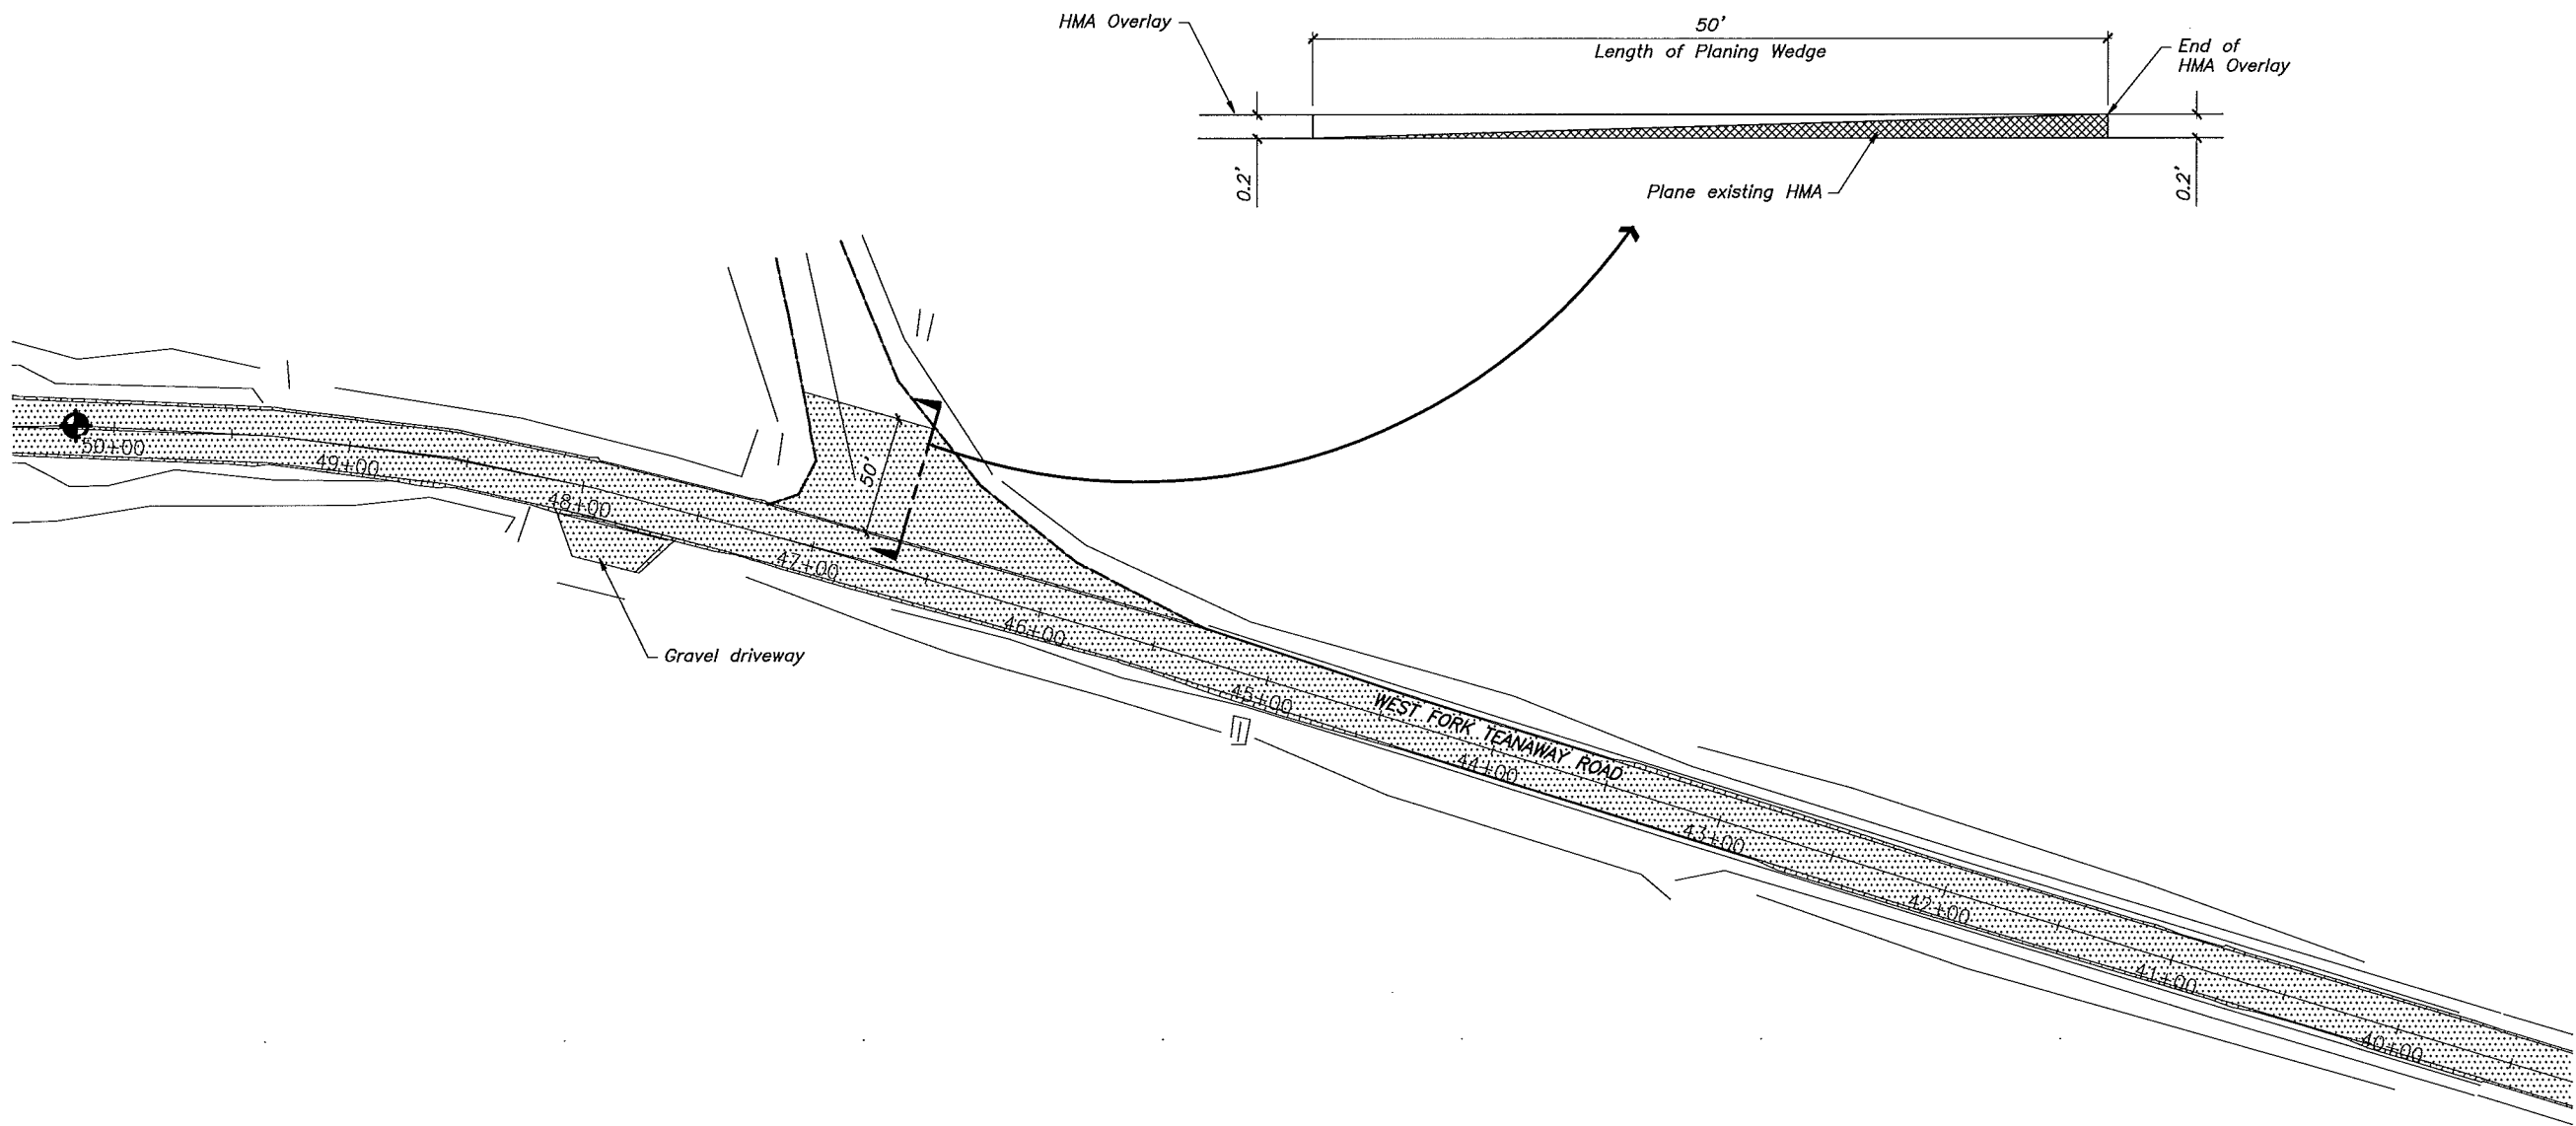 HMA Overlay
50'
Length of Planing Wedge
End of
HMA Overlay
0.2'
0.2'
Plane existing HMA
50+00
49+00
48+00
50'
47+00
46+00
Gravel driveway
45+00
WEST FORK TEANAWAY ROAD
44+00
43+00
42+00
41+00
40+00